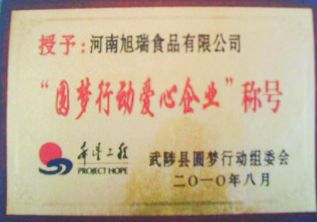 授予：河南旭瑞食品有限公司
“圆梦行动爱心企业”称号
希望工程
PROJECT HOPE
武陟县圆梦行动组委会
二〇一〇年八月